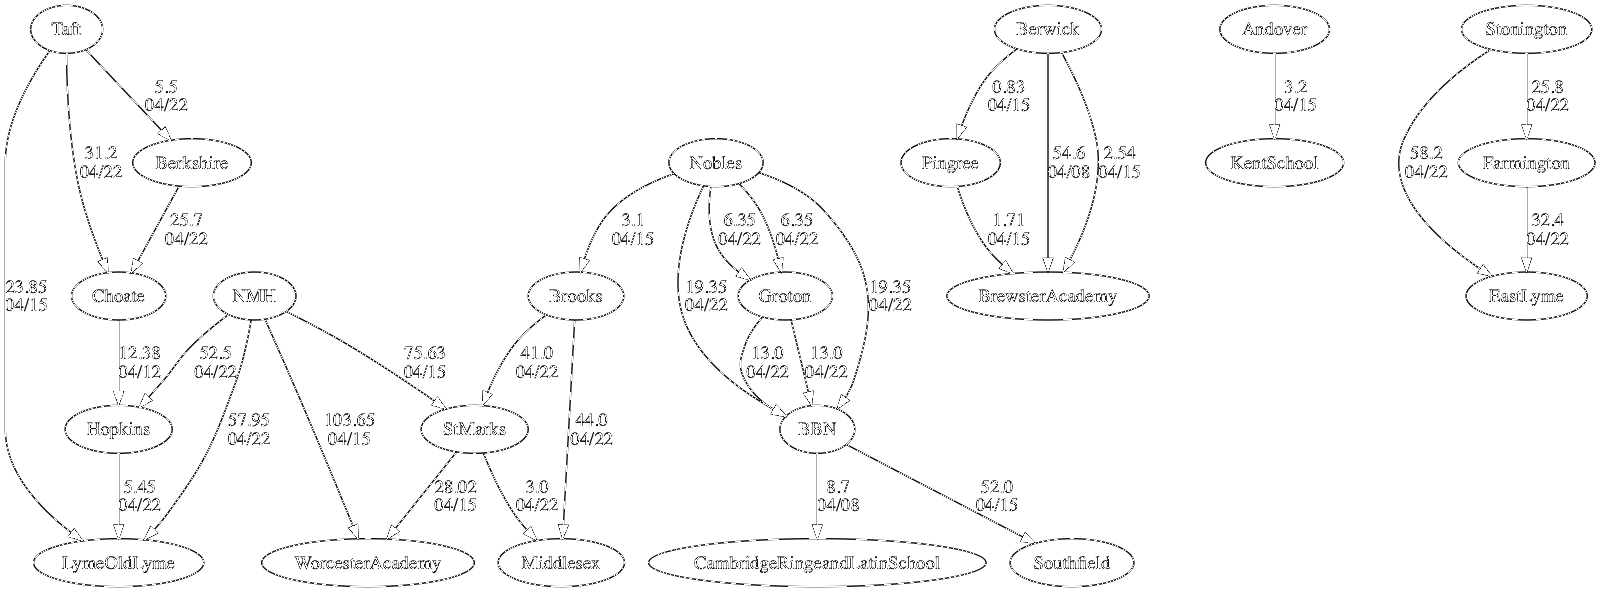 Taft
Berwick
Andover
Stonington
5.5
04/22
0.83
04/15
3.2
04/15
25.8
04/22
31.2
04/22
Berkshire
Nobles
Pingree
54.6
04/08
2.54
04/15
KentSchool
58.2
04/22
Farmington
25.7
04/22
3.1
04/15
6.35
04/22
6.35
04/22
1.71
04/15
32.4
04/22
23.85
04/15
Choate
NMH
Brooks
19.35
04/22
Groton
19.35
04/22
BrewsterAcademy
EastLyme
12.38
04/12
52.5
04/22
75.63
04/15
41.0
04/22
13.0
04/22
13.0
04/22
Hopkins
57.95
04/22
103.65
04/15
StMarks
44.0
04/22
BBN
5.45
04/22
28.02
04/15
3.0
04/22
8.7
04/08
52.0
04/15
LymeOldLyme
WorcesterAcademy
Middlesex
CambridgeRingeandLatinSchool
Southfield